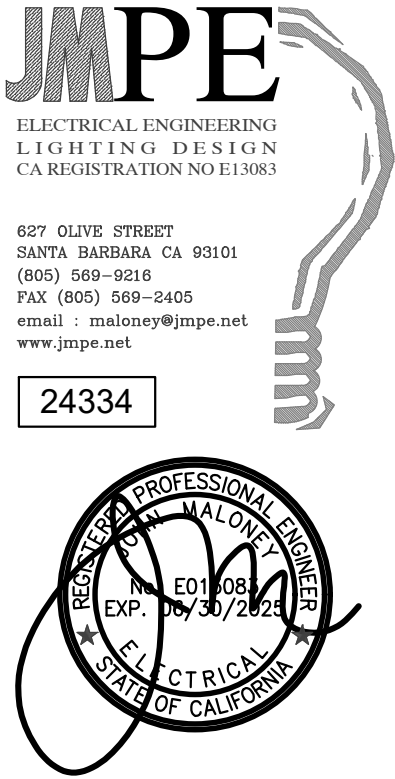 JMPE
ELECTRICAL ENGINEERING
LIGHTING DESIGN
CA REGISTRATION NO E13083
627 OLIVE STREET
SANTA BARBARA CA 93101
(805) 569-9216
FAX (805) 569-2405
email : maloney@jmpe.net
www.jmpe.net
24334
REGISTERED PROFESSIONAL ENGINEER
JOHN MALONEY
No. E013083
EXP. 06/30/2025
ELECTRICAL
STATE OF CALIFORNIA